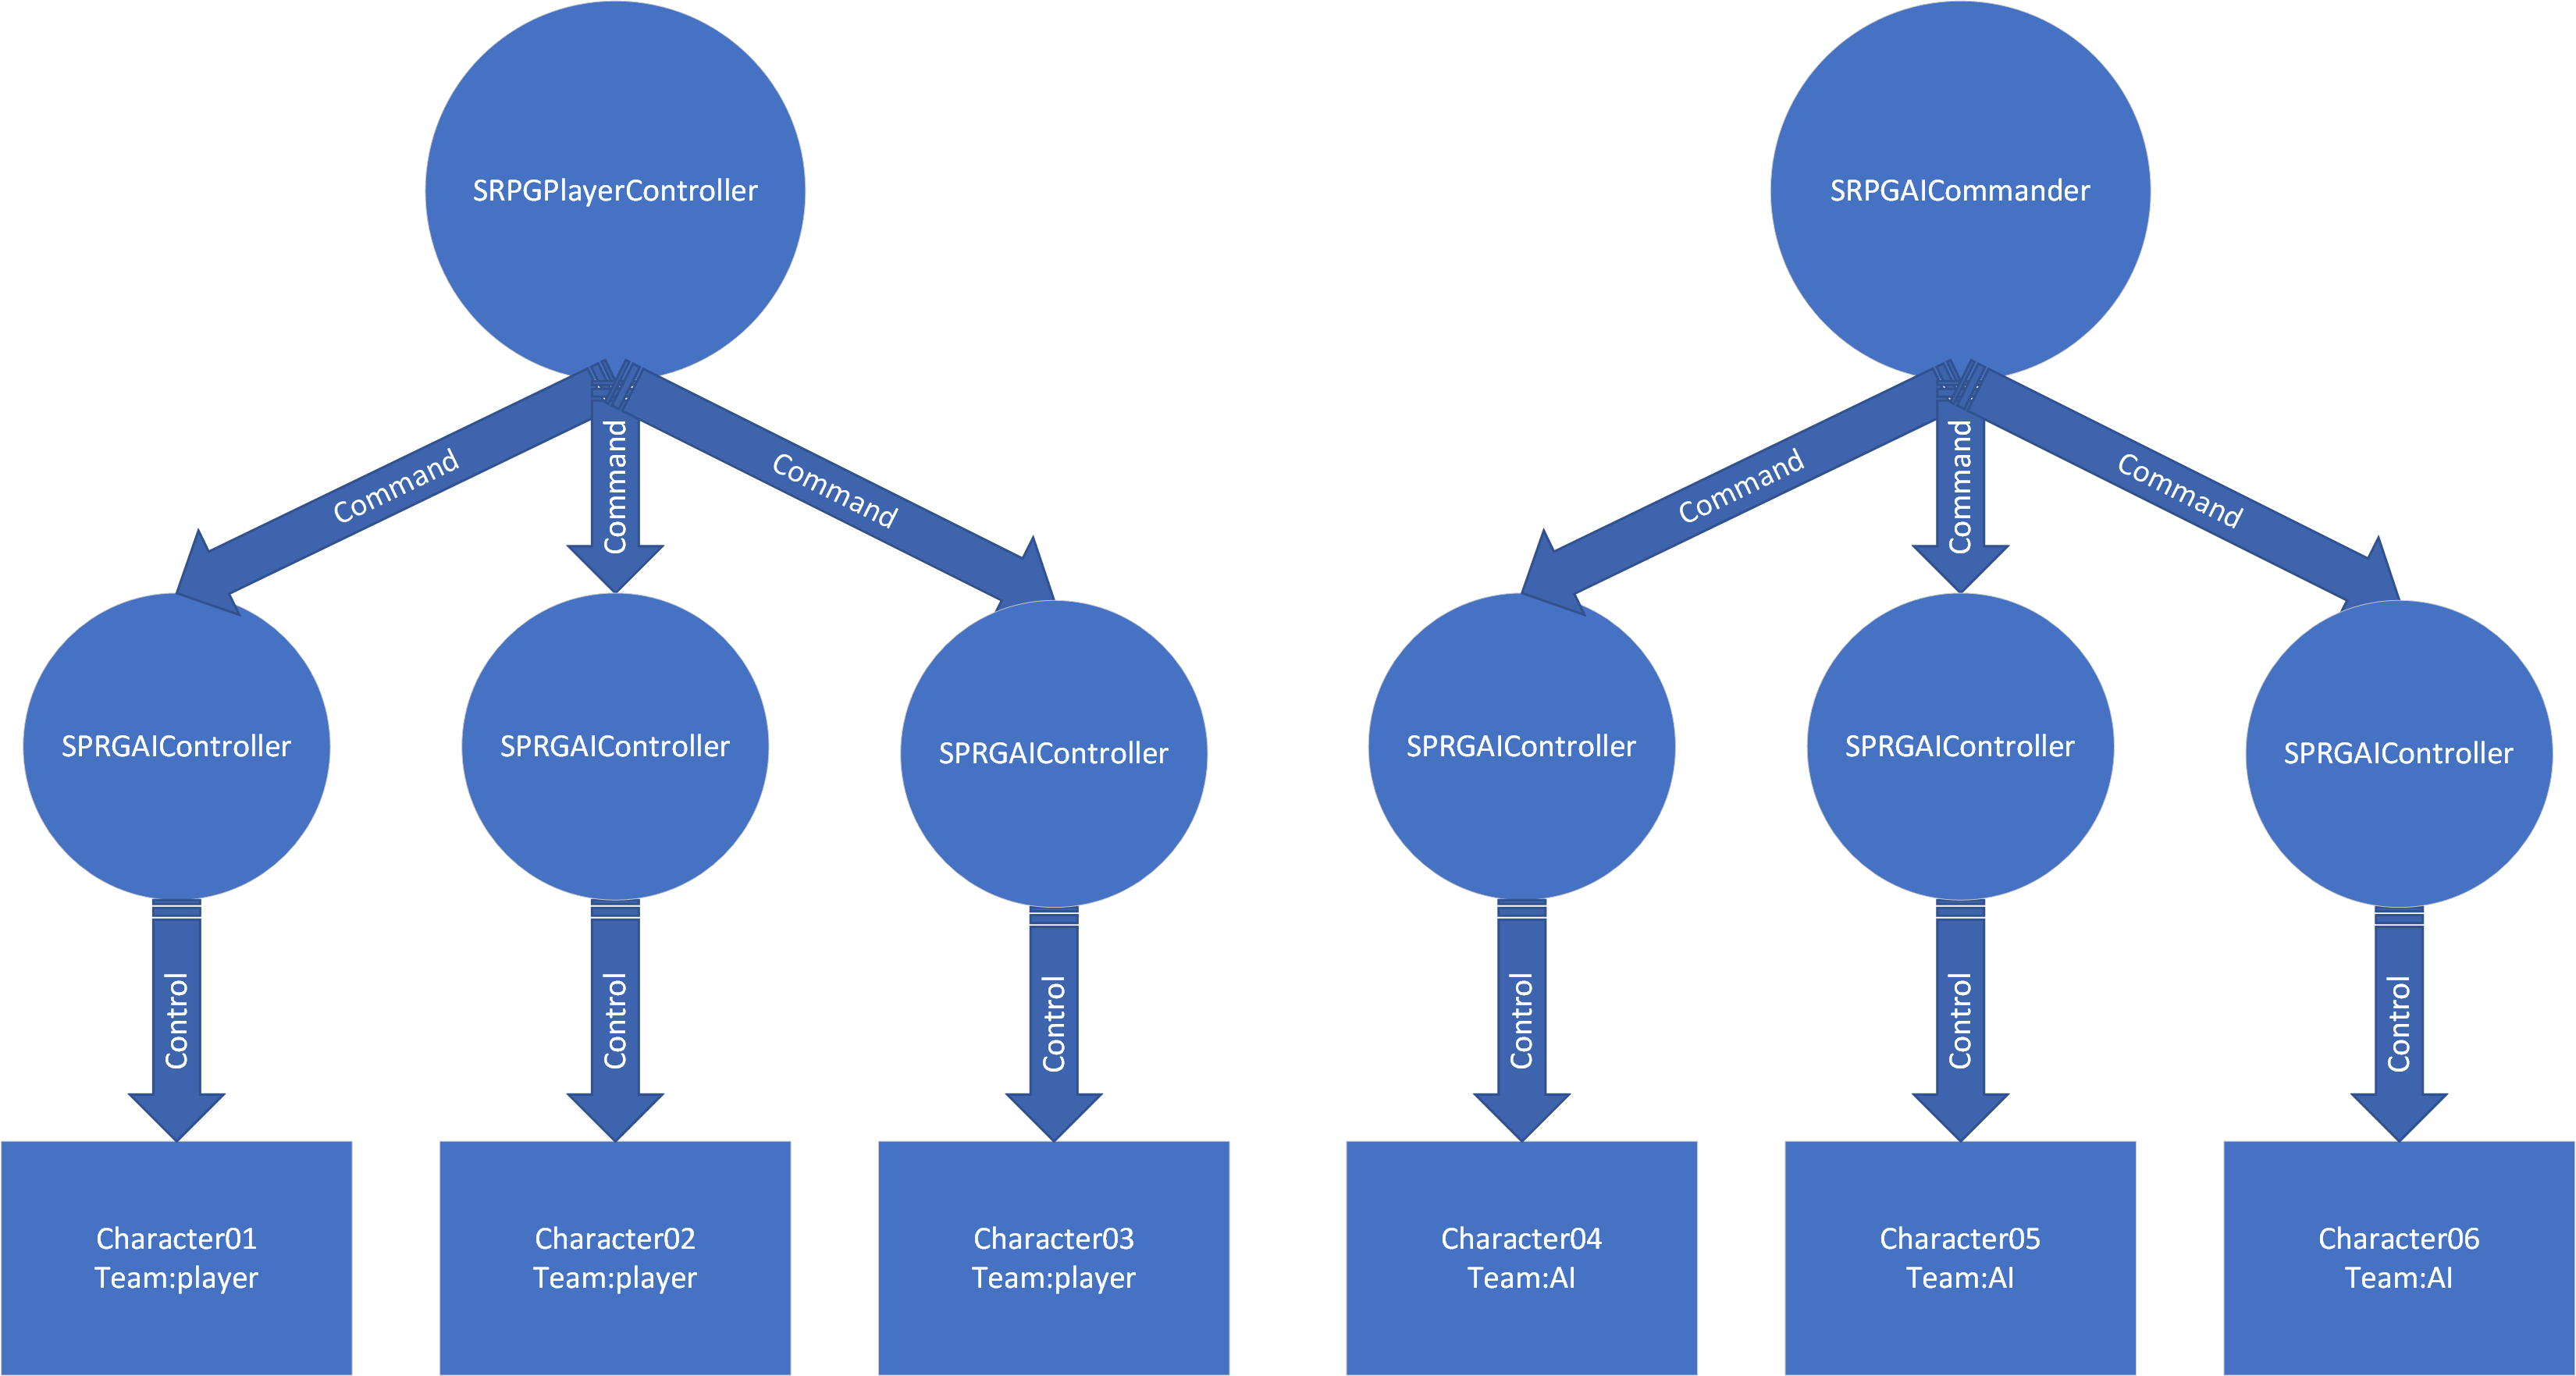 SRPGPlayerController
SRPGAICommander
Command
Command
Command
Command
Command
Command
SPRGAIController
SPRGAIController
SPRGAIController
SPRGAIController
SPRGAIController
SPRGAIController
Control
Control
Control
Control
Control
Control
Character01
Team:player
Character02
Team:player
Character03
Team:player
Character04
Team:AI
Character05
Team:AI
Character06
Team:AI